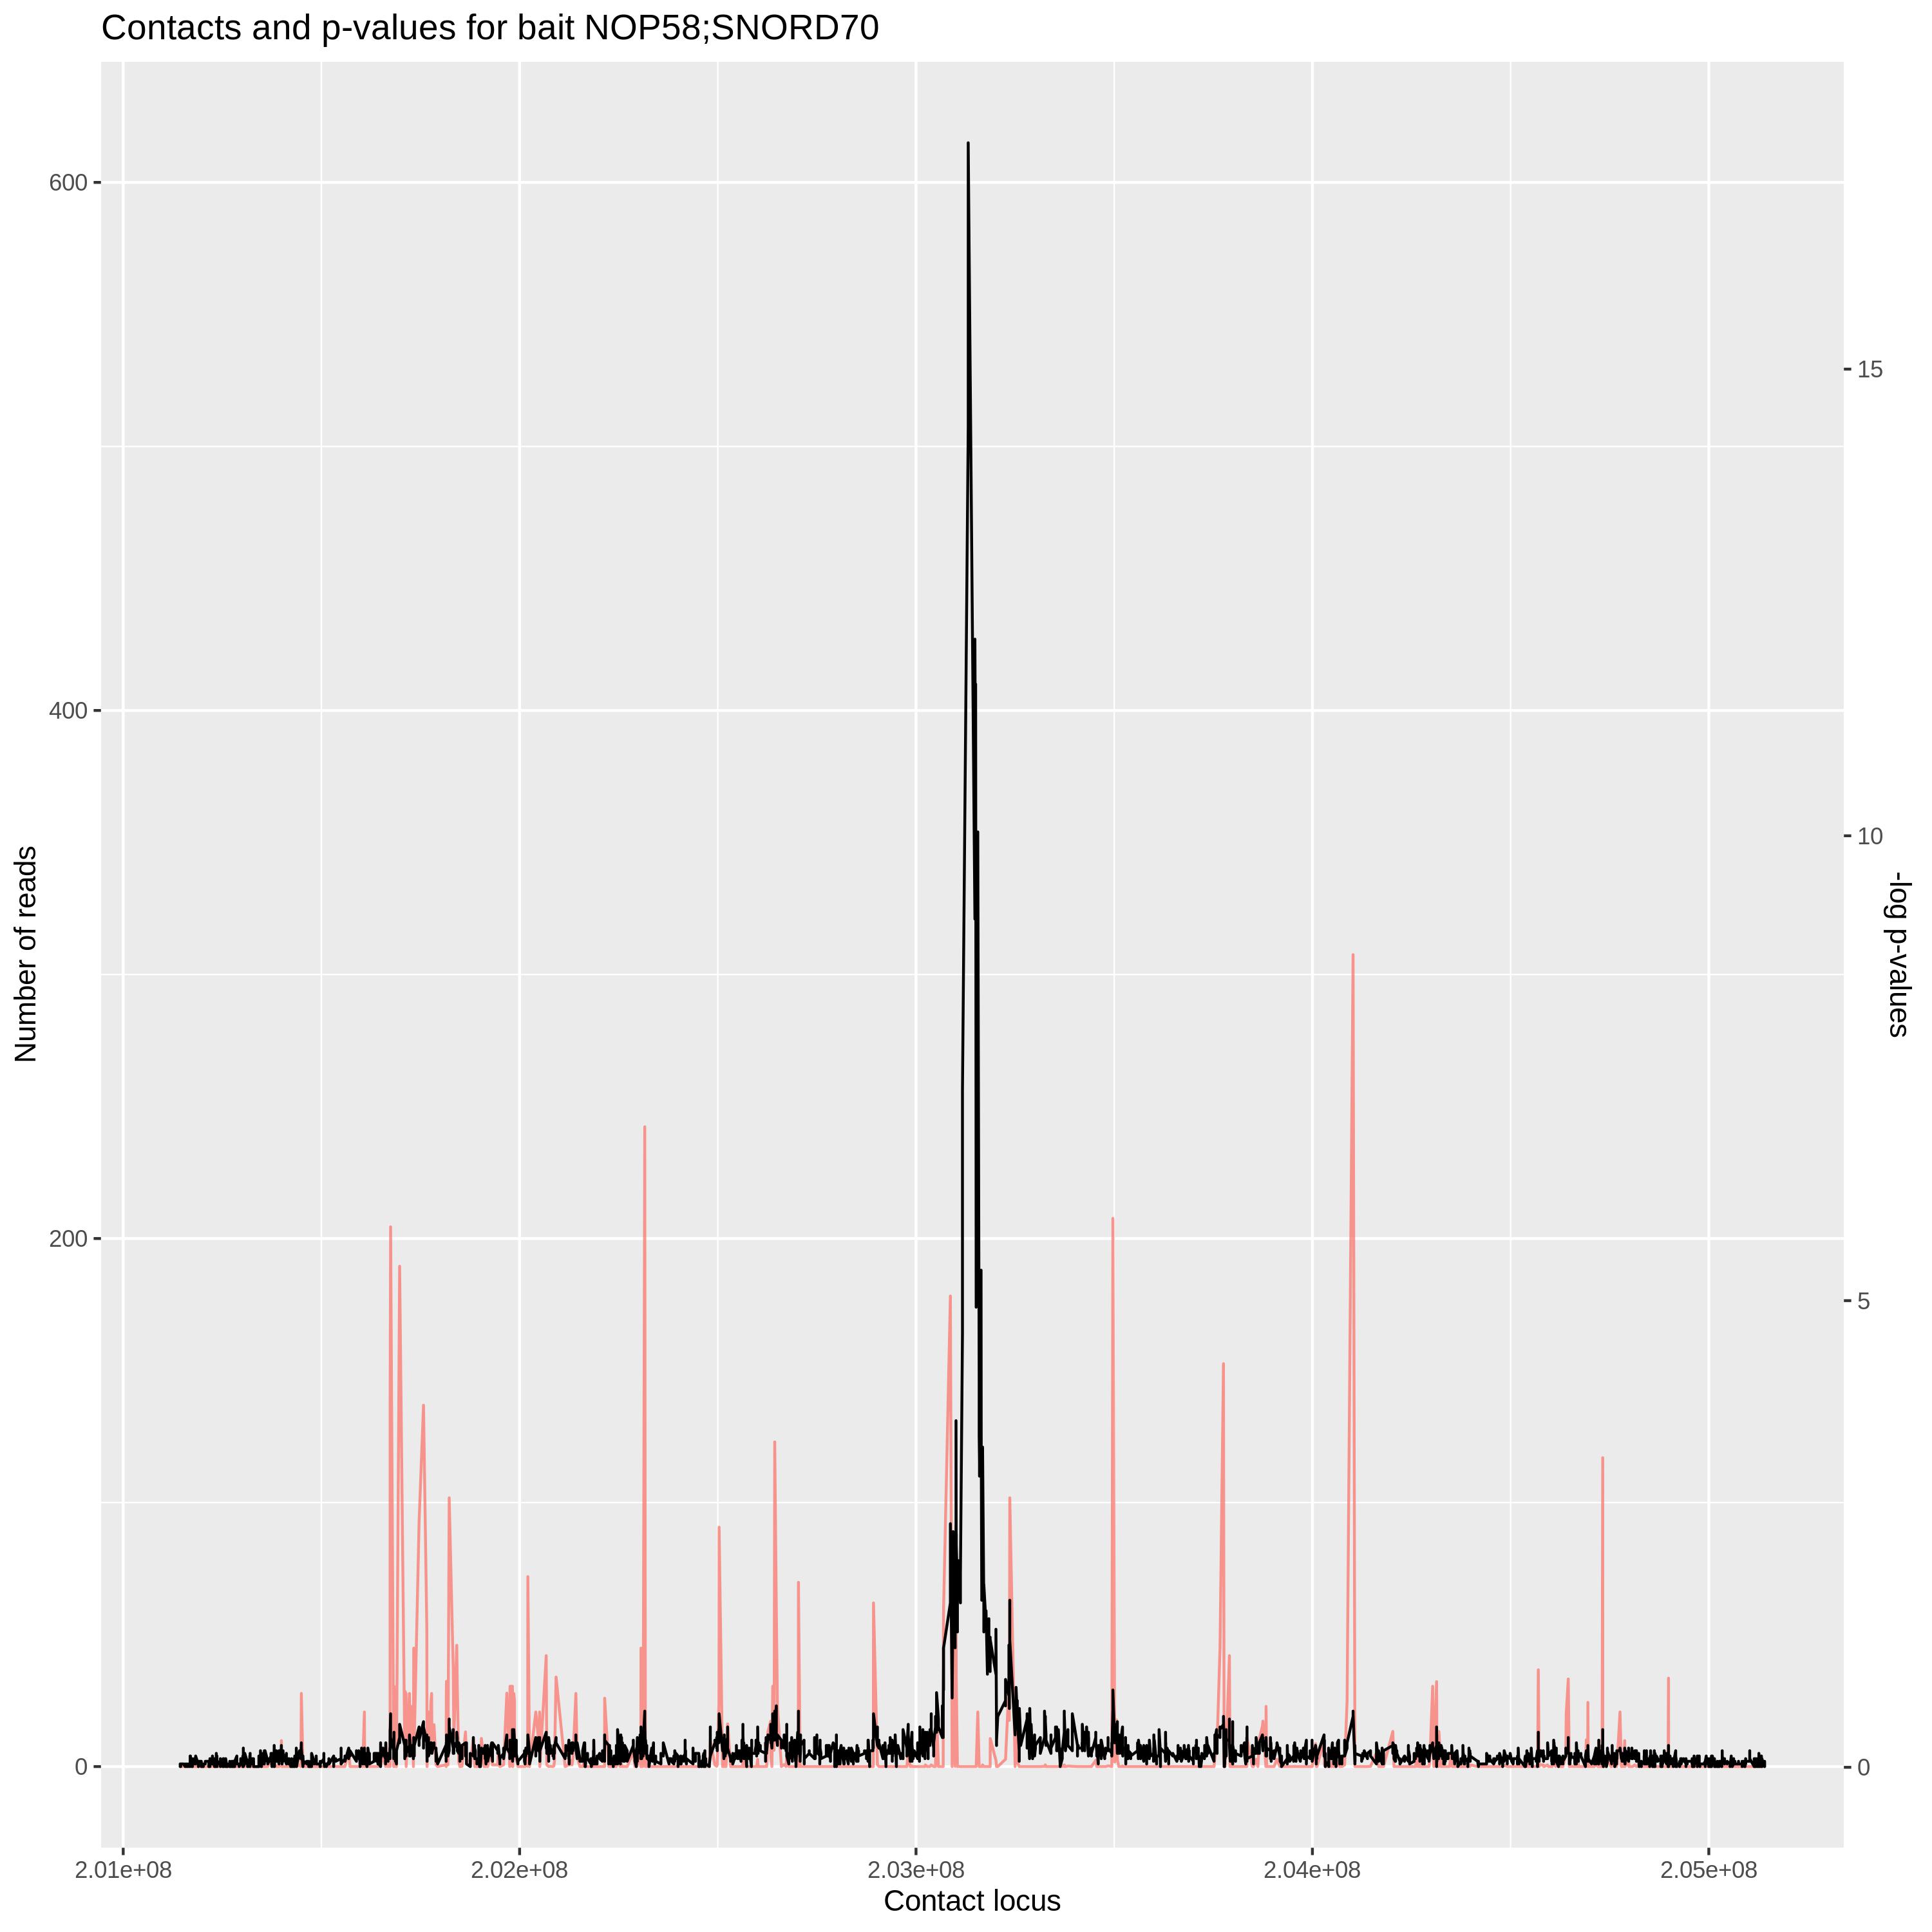 Contacts and p-values for bait NOP58;SNORD70
600
400
200
0
Number of reads
15
10
5
0
-log p-values
2.01e+08
2.02e+08
2.03e+08
2.04e+08
2.05e+08
Contact locus